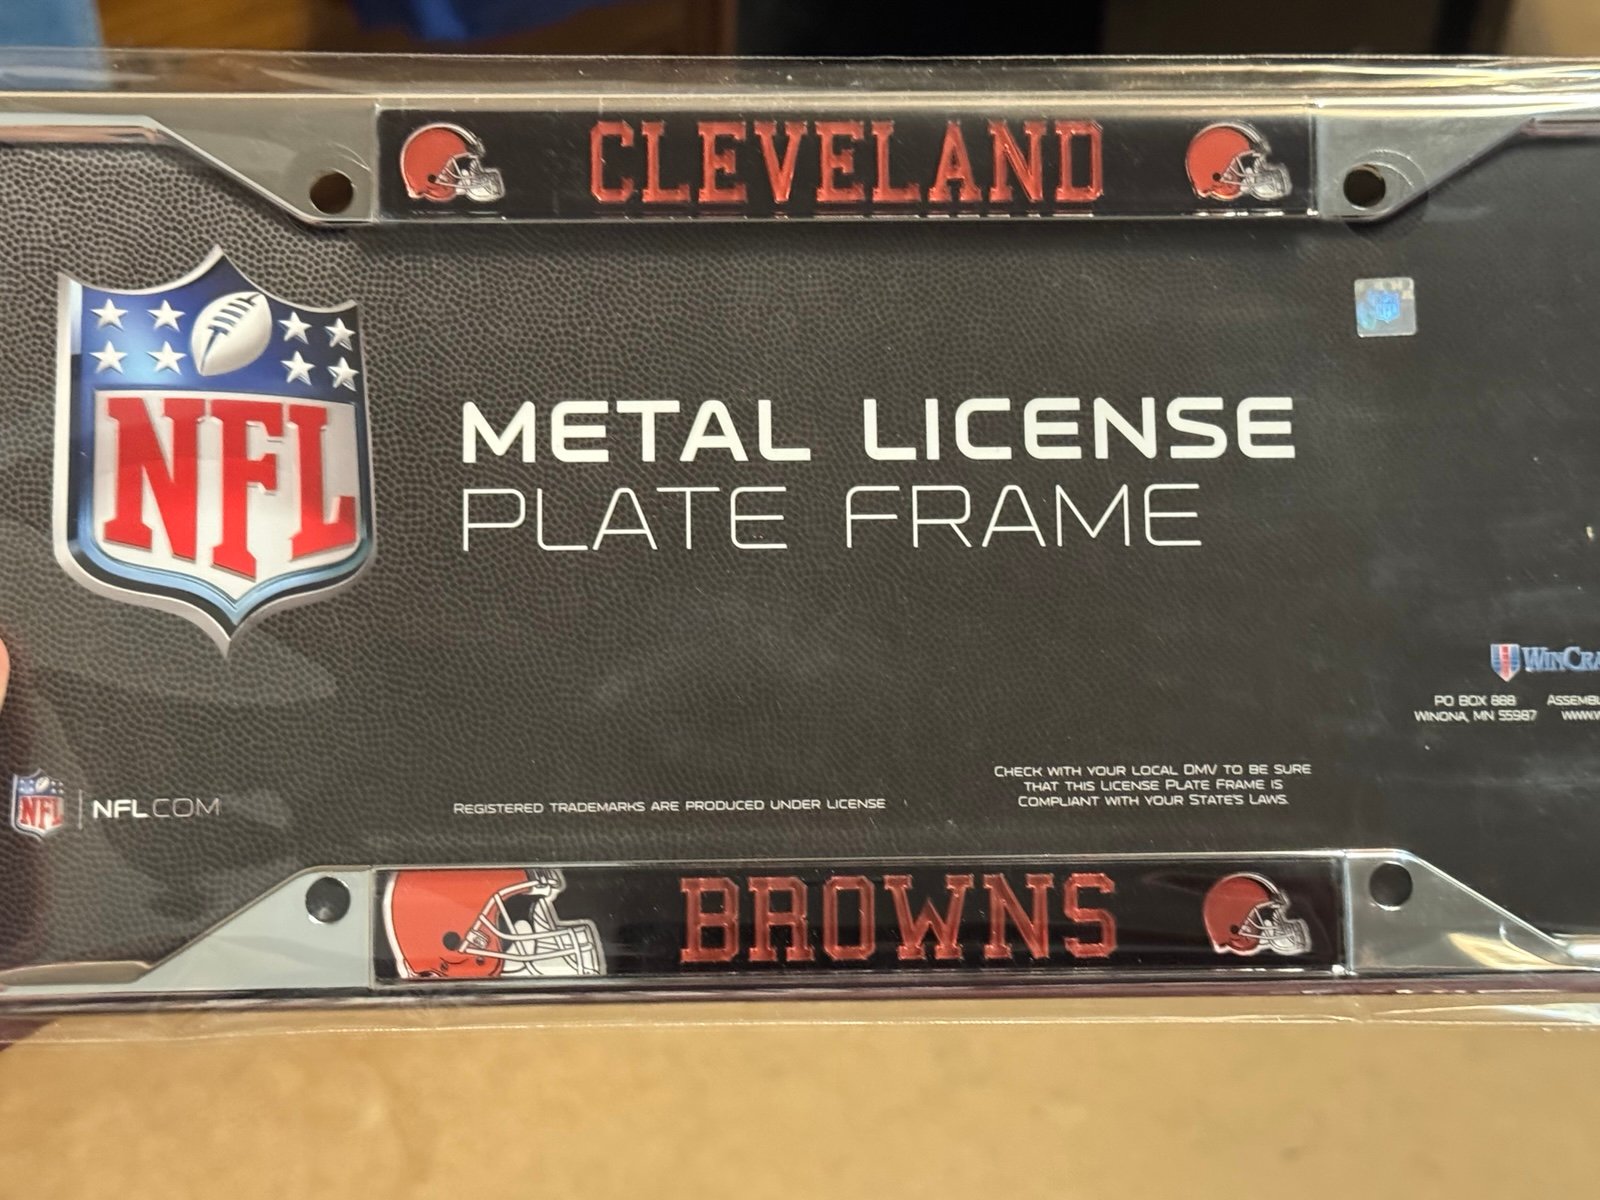 CLEVELAND
NFL
METAL LICENSE
PLATE FRAME
PO BOX 888
WINONA, MN 55987
CHECK WITH YOUR LOCAL DMV TO BE SURE
THAT THIS LICENSE PLATE FRAME IS
COMPLIANT WITH YOUR STATE'S LAWS.
NFL
NFL.COM
REGISTERED TRADEMARKS ARE PRODUCED UNDER LICENSE
BROWNS